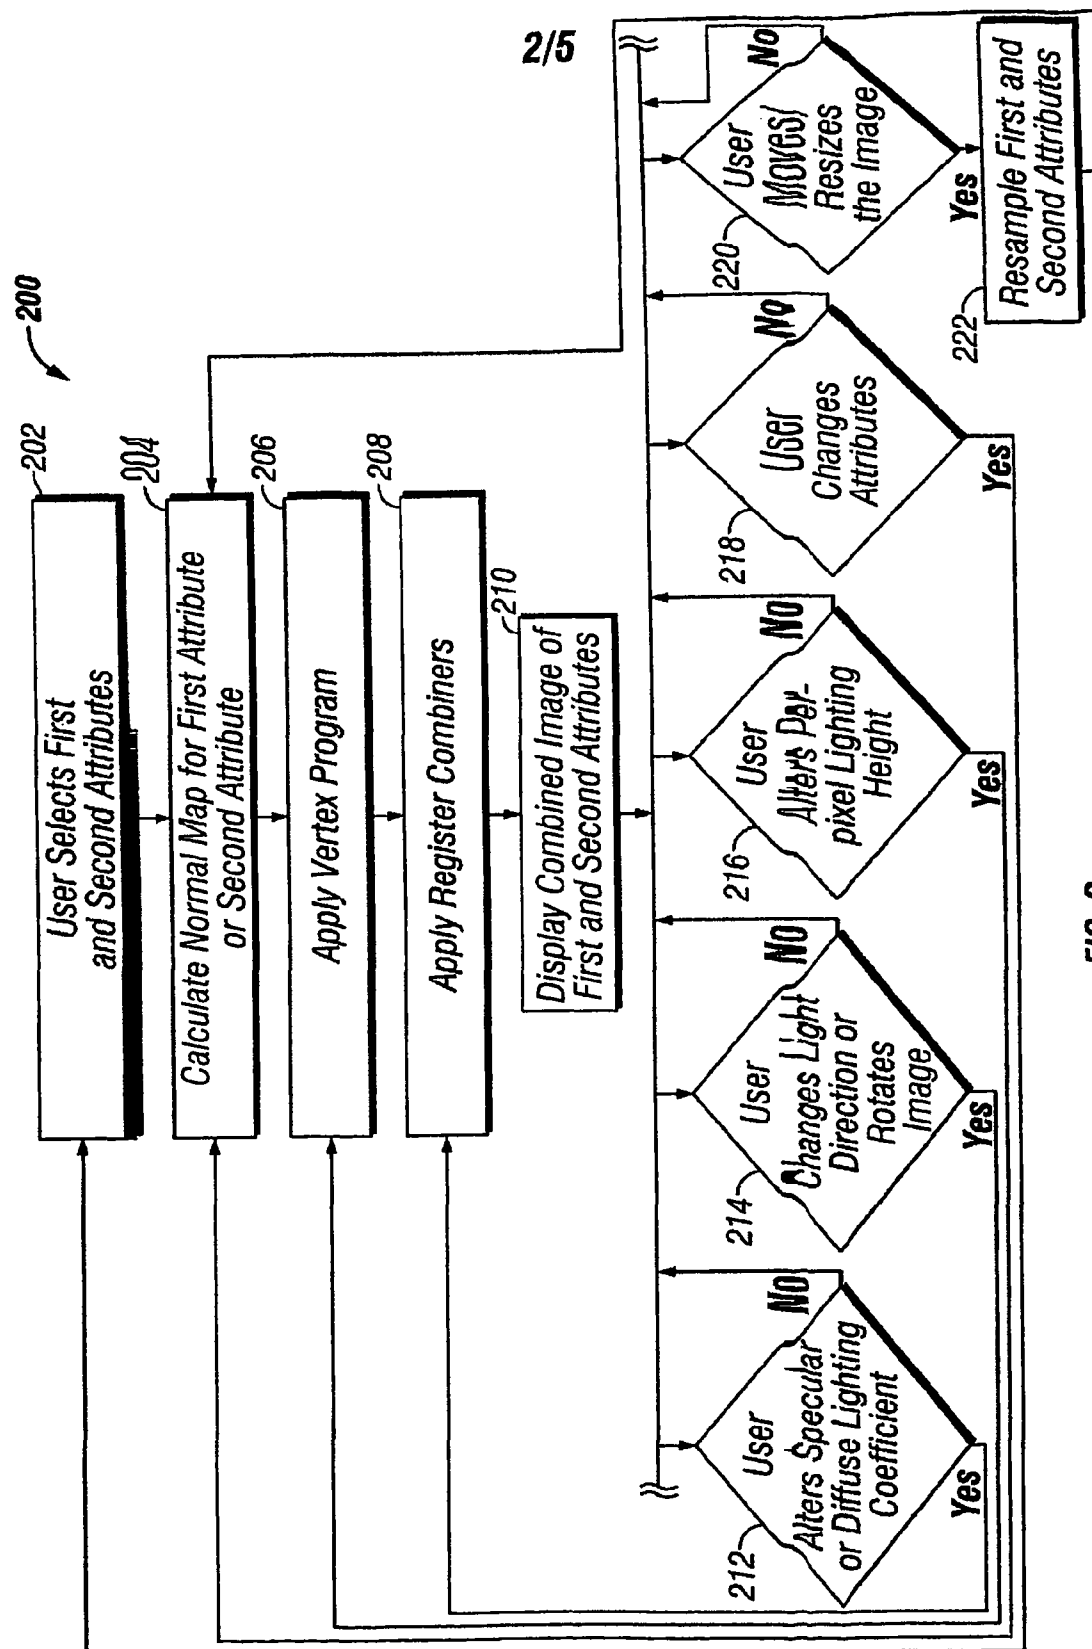 2/5
200
User Selects First
and Second Attributes
202
Calculate Normal Map for First Attribute
or Second Attribute
204
Apply Vertex Program
206
Apply Register Combiners
208
Display Combined Image of
First and Second Attributes
210
User
Alters Specular
or Diffuse Lighting
Coefficient
212
No
Yes
User
Changes Light
Direction or
Rotates
Image
214
No
Yes
User
Alters Per-
pixel Lighting
Height
216
No
Yes
User
Changes
Attributes
218
No
Yes
User
Moves/
Resizes
the Image
220
No
Yes
Resample First and
Second Attributes
222